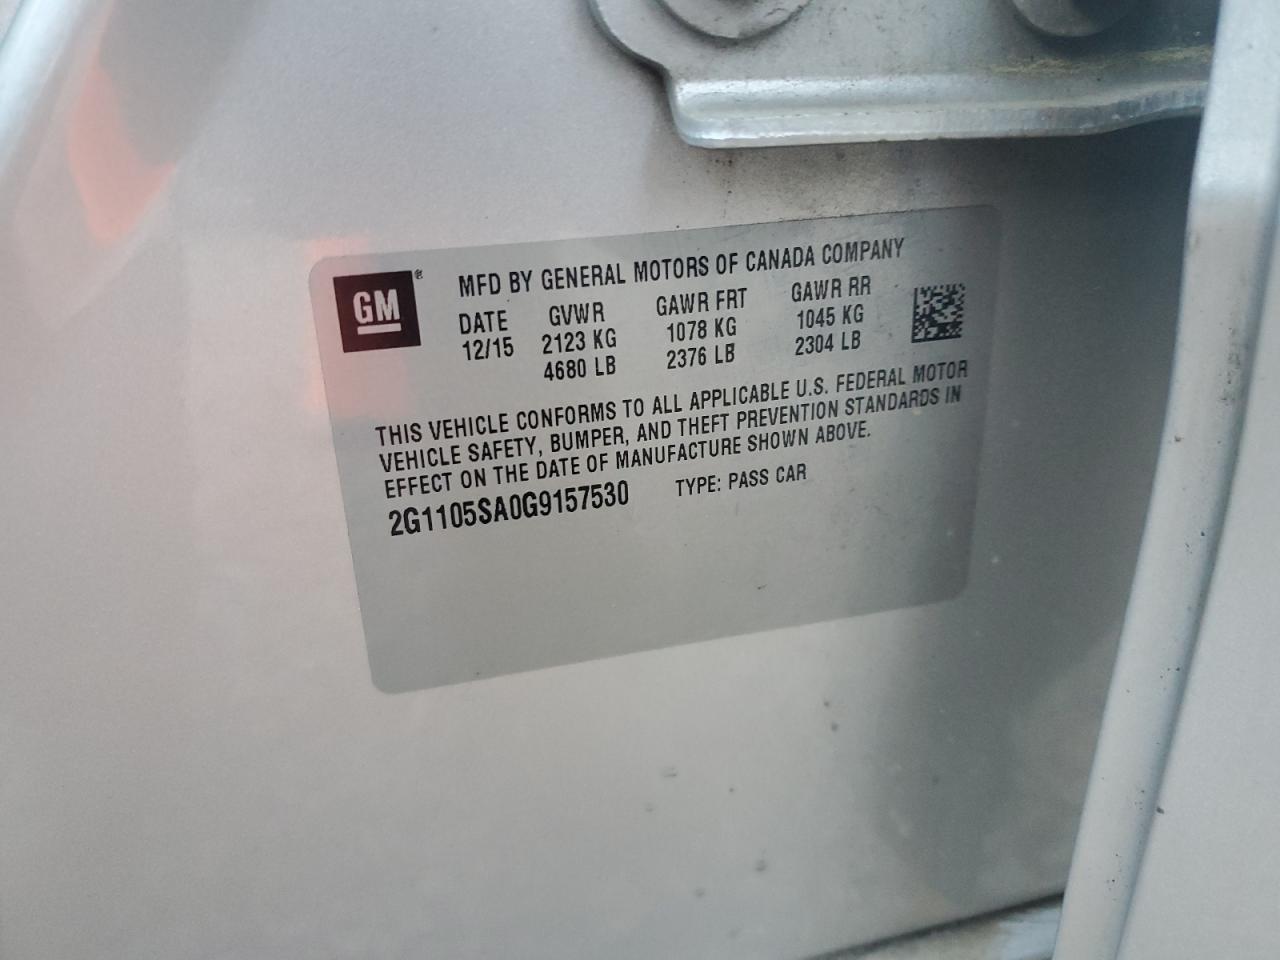 GM ®
MFD BY GENERAL MOTORS OF CANADA COMPANY
DATE GVWR GAWR FRT GAWR RR
12/15 2123 KG 1078 KG 1045 KG
4680 LB 2376 LB 2304 LB
THIS VEHICLE CONFORMS TO ALL APPLICABLE U.S. FEDERAL MOTOR
VEHICLE SAFETY, BUMPER, AND THEFT PREVENTION STANDARDS IN
EFFECT ON THE DATE OF MANUFACTURE SHOWN ABOVE.
2G1105SA0G9157530 TYPE: PASS CAR